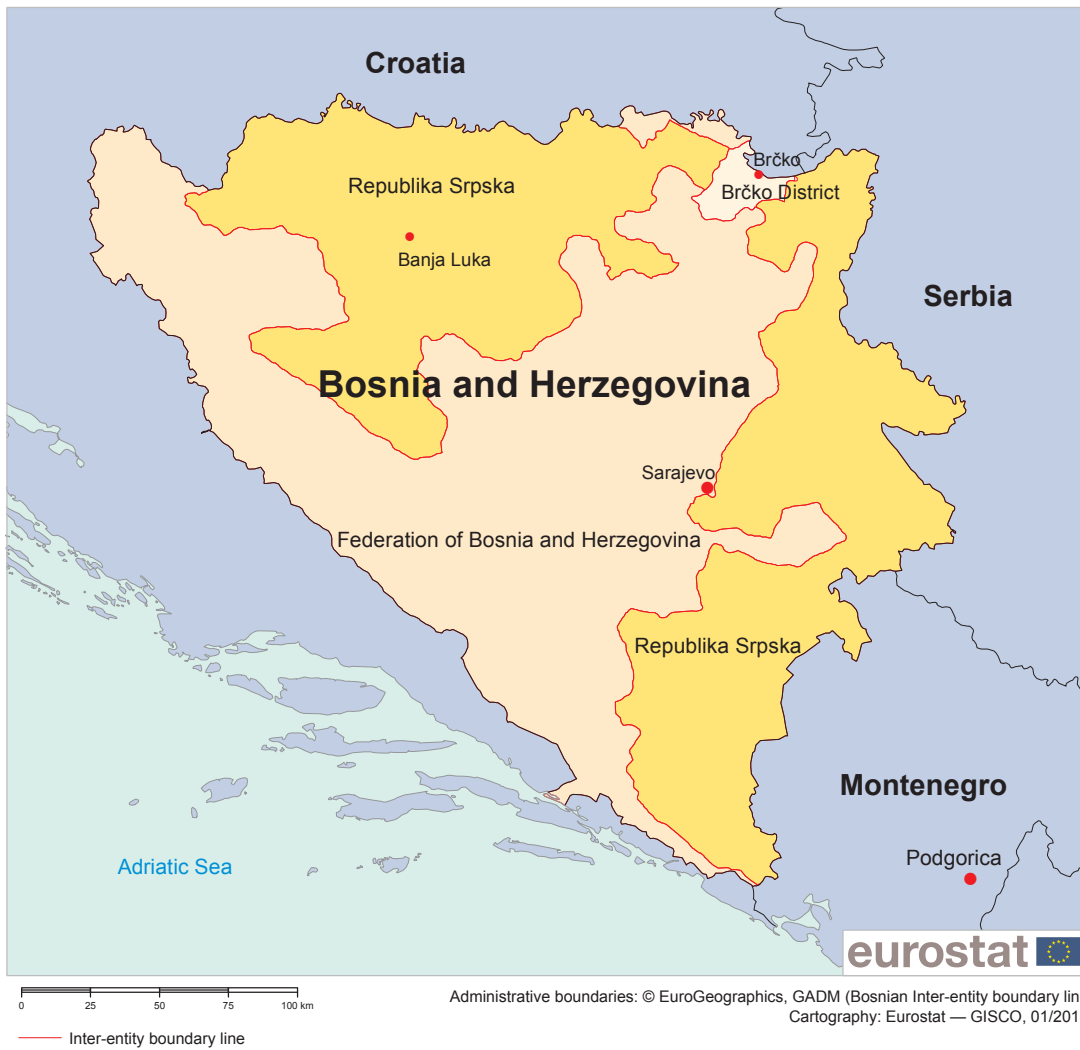 Croatia
Brčko
Republika Srpska
Brčko District
Banja Luka
Serbia
Bosnia and Herzegovina
Sarajevo
Federation of Bosnia and Herzegovina
Republika Srpska
Montenegro
Adriatic Sea
Podgorica
eurostat
0 25 50 75 100 km
Administrative boundaries: © EuroGeographics, GADM (Bosnian Inter-entity boundary lin
Cartography: Eurostat — GISCO, 01/201
Inter-entity boundary line